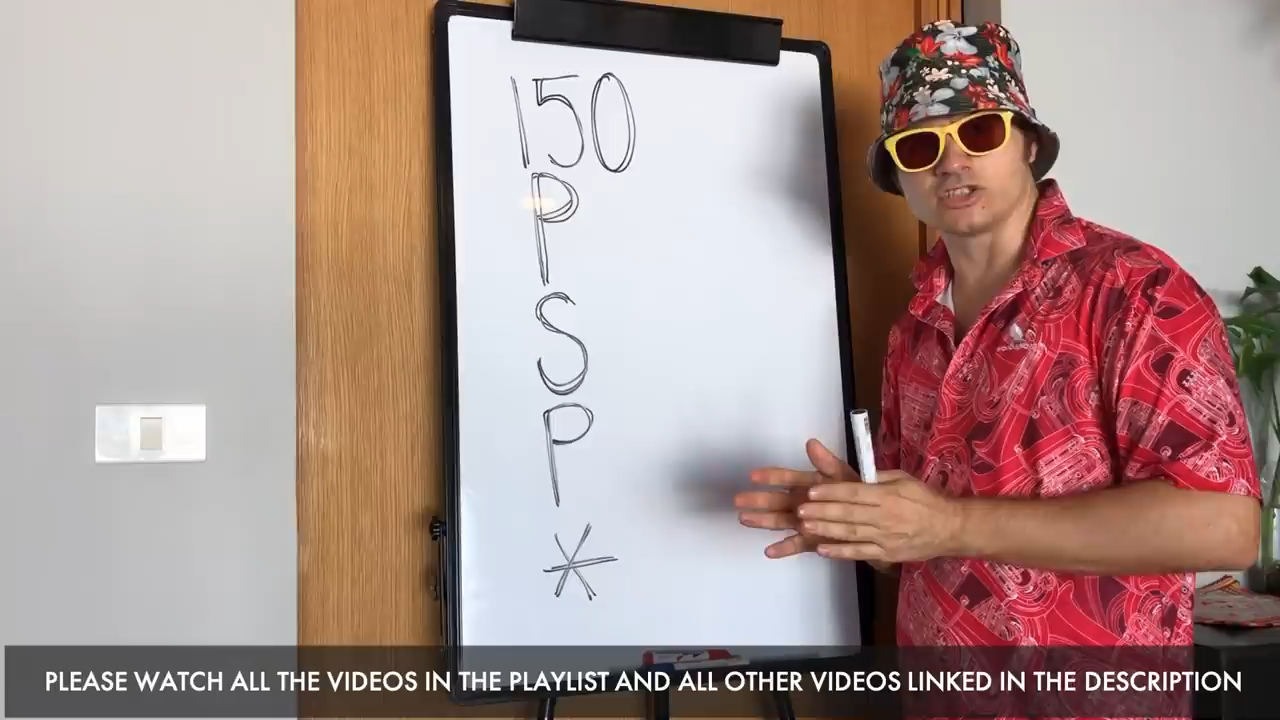 150
P
S
P
*
PLEASE WATCH ALL THE VIDEOS IN THE PLAYLIST AND ALL OTHER VIDEOS LINKED IN THE DESCRIPTION